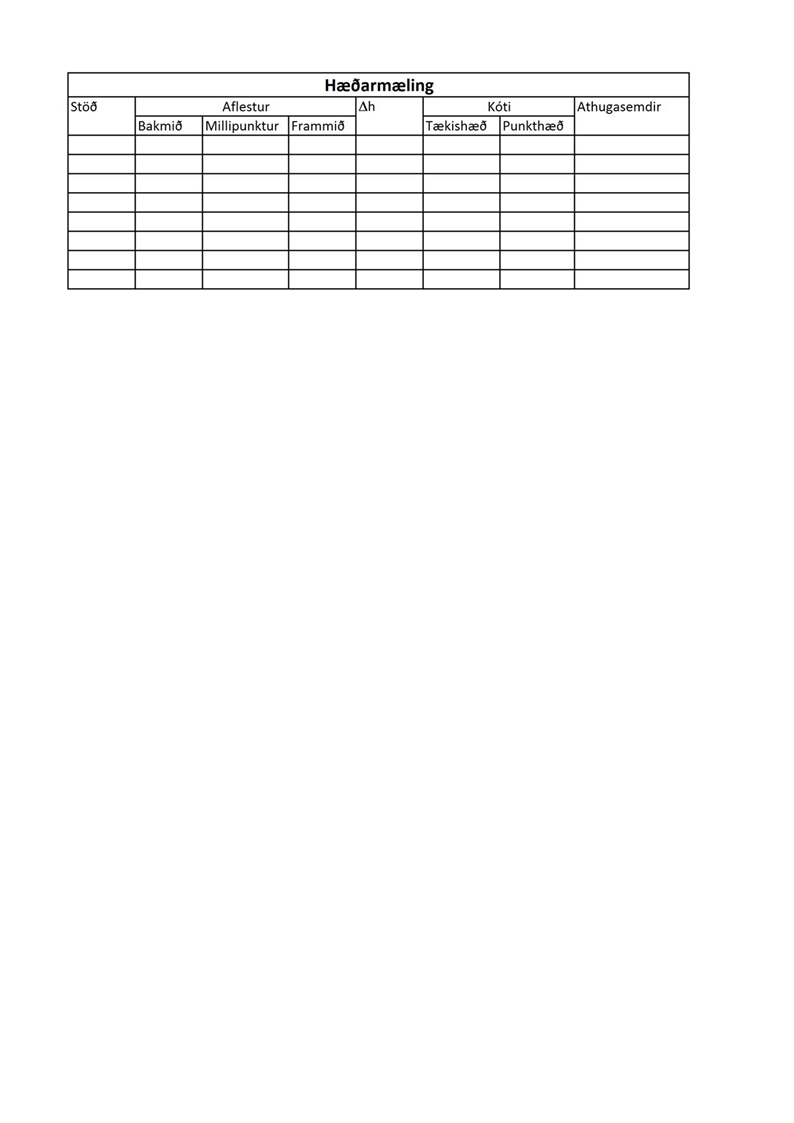 Hæðarmæling
Stöð Aflestur Δh Kóti Athugasemdir
Bakmið Millipunktur Frammið Tækishæð Punkthæð